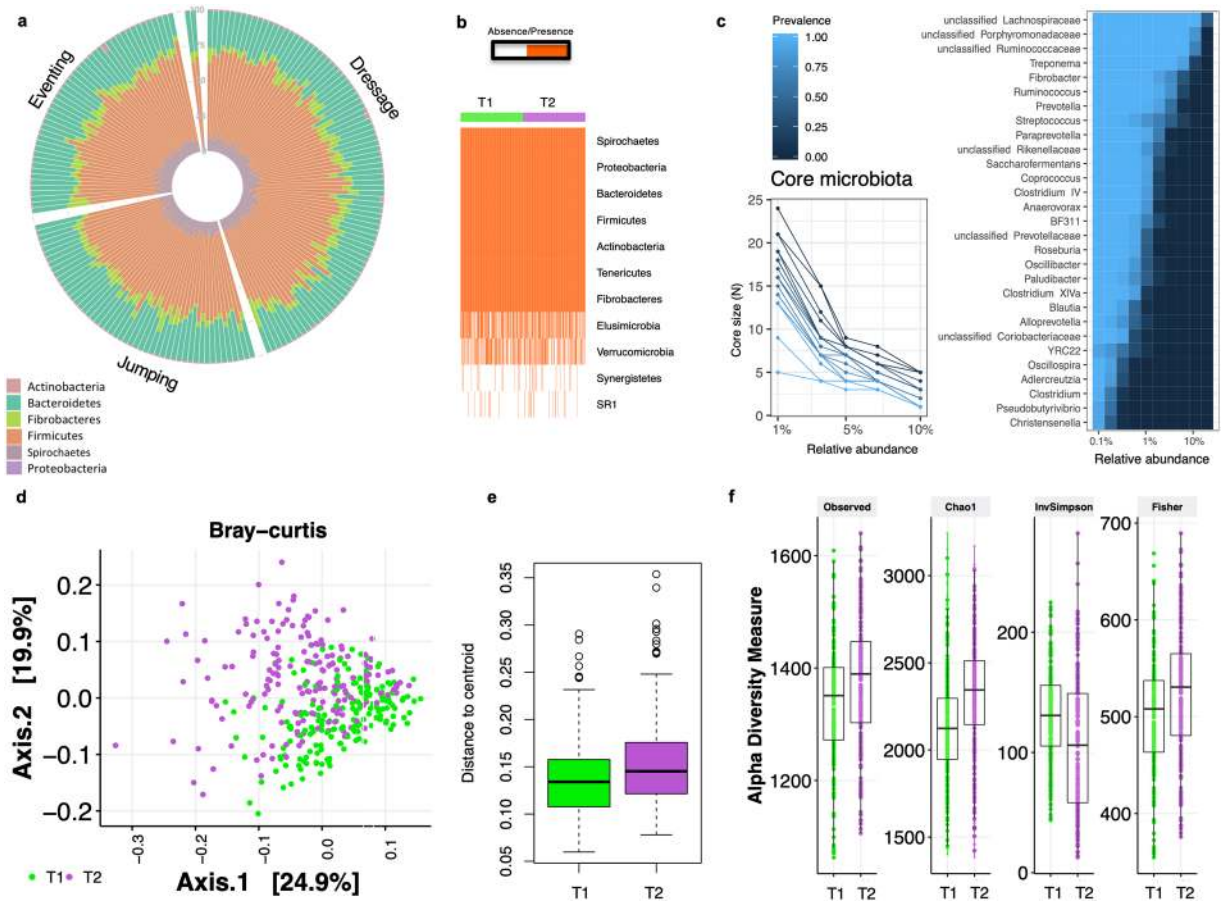 a
Eventing
Dressage
Jumping
100
75
Actinobacteria
Bacteroidetes
Fibrobacteres
Firmicutes
Spirochaetes
Proteobacteria
b
Absence/Presence
T1 T2
Spirochaetes
Proteobacteria
Bacteroidetes
Firmicutes
Actinobacteria
Tenericutes
Fibrobacteres
Elusimicrobia
Verrucomicrobia
Synergistetes
SR1
c
Prevalence
1.00
0.75
0.50
0.25
0.00
Core microbiota
Core size (N)
25
20
15
10
5
0
1% 5% 10%
Relative abundance
unclassified Lachnospiraceae
unclassified Porphyromonadaceae
unclassified Ruminococcaceae
Treponema
Fibrobacter
Ruminococcus
Prevotella
Streptococcus
Paraprevotella
unclassified Rikenellaceae
Saccharofermentans
Coprococcus
Clostridium IV
Anaerovorax
BF311
unclassified Prevotellaceae
Roseburia
Oscillibacter
Paludibacter
Clostridium XIVa
Blautia
Alloprevotella
unclassified Coriobacteriaceae
YRC22
Oscillospira
Adlercreutzia
Clostridium
Pseudobutyrivibrio
Christensenella
0.1% 1% 10%
Relative abundance
d
Bray-curtis
Axis.2 [19.9%]
0.2
0.1
0.0
-0.1
-0.2
-0.3 -0.2 -0.1 0.0 0.1
Axis.1 [24.9%]
T1 T2
e
Distance to centroid
0.35
0.30
0.25
0.20
0.15
0.10
0.05
T1 T2
f
Alpha Diversity Measure
Observed
1600
1400
1200
T1 T2
Chao1
3000
2500
2000
1500
T1 T2
InvSimpson
200
100
0
T1 T2
Fisher
700
600
500
400
T1 T2